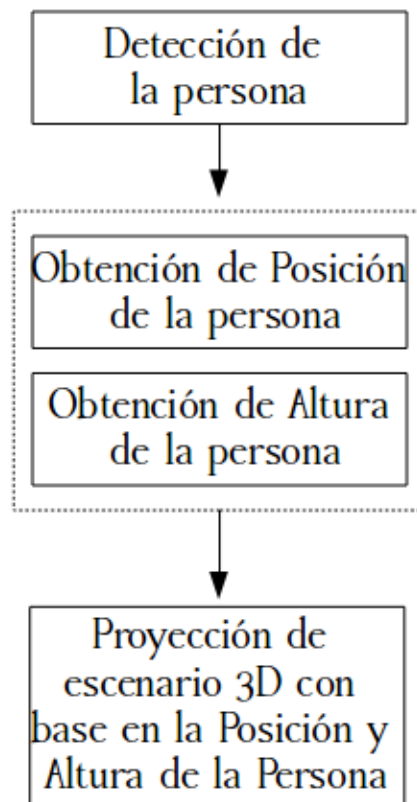 Detección de
la persona
Obtención de Posición
de la persona
Obtención de Altura
de la persona
Proyección de
escenario 3D con
base en la Posición y
Altura de la Persona